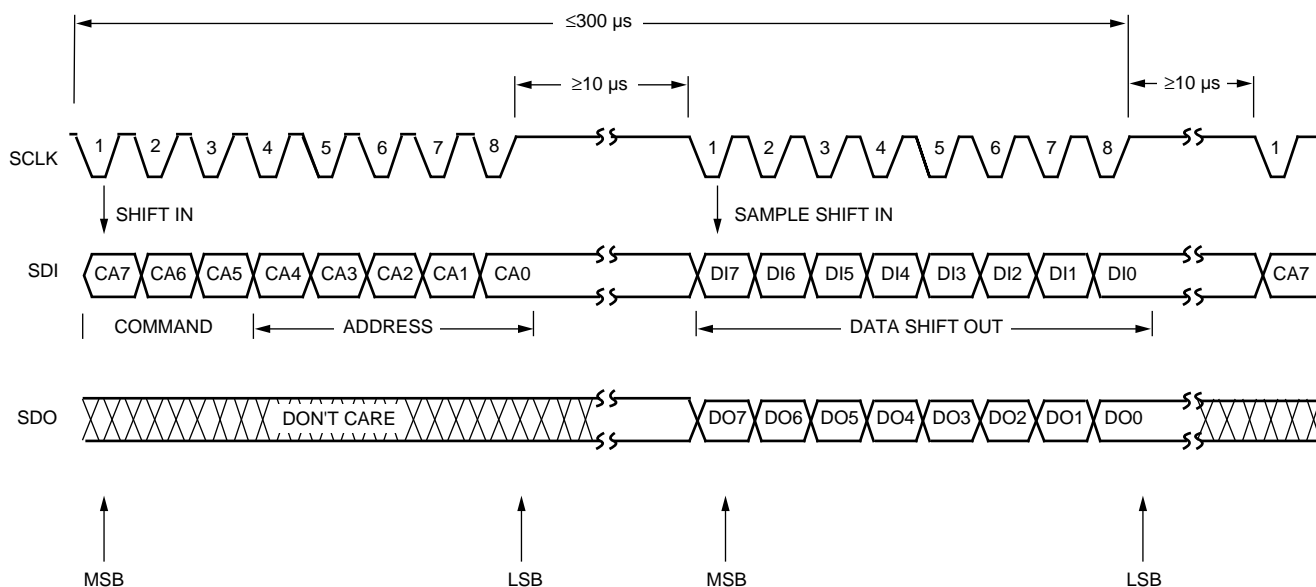 ≤300 µs
≥10 µs
≥10 µs
SCLK
1 2 3 4 5 6 7 8 1 2 3 4 5 6 7 8 1
SHIFT IN
SAMPLE SHIFT IN
SDI
CA7 CA6 CA5 CA4 CA3 CA2 CA1 CA0 DI7 DI6 DI5 DI4 DI3 DI2 DI1 DI0 CA7
COMMAND
ADDRESS
DATA SHIFT OUT
SDO
DON'T CARE
DO7 DO6 DO5 DO4 DO3 DO2 DO1 DO0
MSB
LSB
MSB
LSB